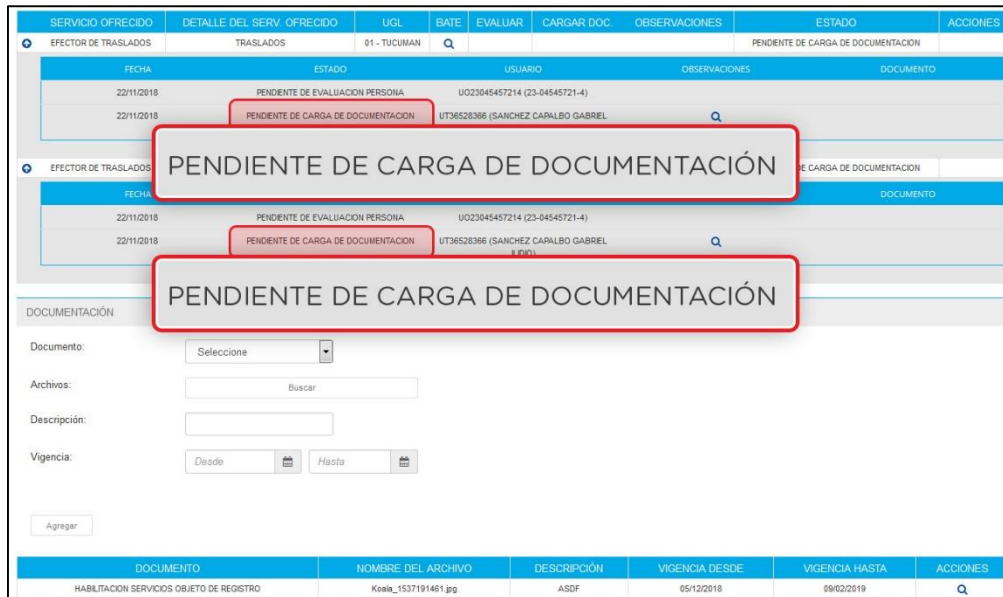 SERVICIO OFRECIDO DETALLE DEL SERV. OFRECIDO UGL BATE EVALUAR CARGAR DOC. OBSERVACIONES ESTADO ACCIONES
EFECTOR DE TRASLADOS TRASLADOS 01 - TUCUMAN PENDIENTE DE CARGA DE DOCUMENTACION
FECHA ESTADO USUARIO OBSERVACIONES DOCUMENTO
22/11/2018 PENDIENTE DE EVALUACION PERSONA UO23045457214 (23-04545721-4)
22/11/2018 PENDIENTE DE CARGA DE DOCUMENTACION UT36528366 (SANCHEZ CAPALBO GABRIEL
PENDIENTE DE CARGA DE DOCUMENTACIÓN
EFECTOR DE TRASLADOS DE CARGA DE DOCUMENTACION
FECHA DOCUMENTO
22/11/2018 PENDIENTE DE EVALUACION PERSONA UO23045457214 (23-04545721-4)
22/11/2018 PENDIENTE DE CARGA DE DOCUMENTACION UT36528366 (SANCHEZ CAPALBO GABRIEL
PENDIENTE DE CARGA DE DOCUMENTACIÓN
DOCUMENTACIÓN
Documento: Seleccione
Archivos: Buscar
Descripción:
Vigencia: Desde Hasta
Agregar
DOCUMENTO NOMBRE DEL ARCHIVO DESCRIPCIÓN VIGENCIA DESDE VIGENCIA HASTA ACCIONES
HABILITACION SERVICIOS OBJETO DE REGISTRO Koala_1537191461.jpg ASDF 05/12/2018 09/02/2019